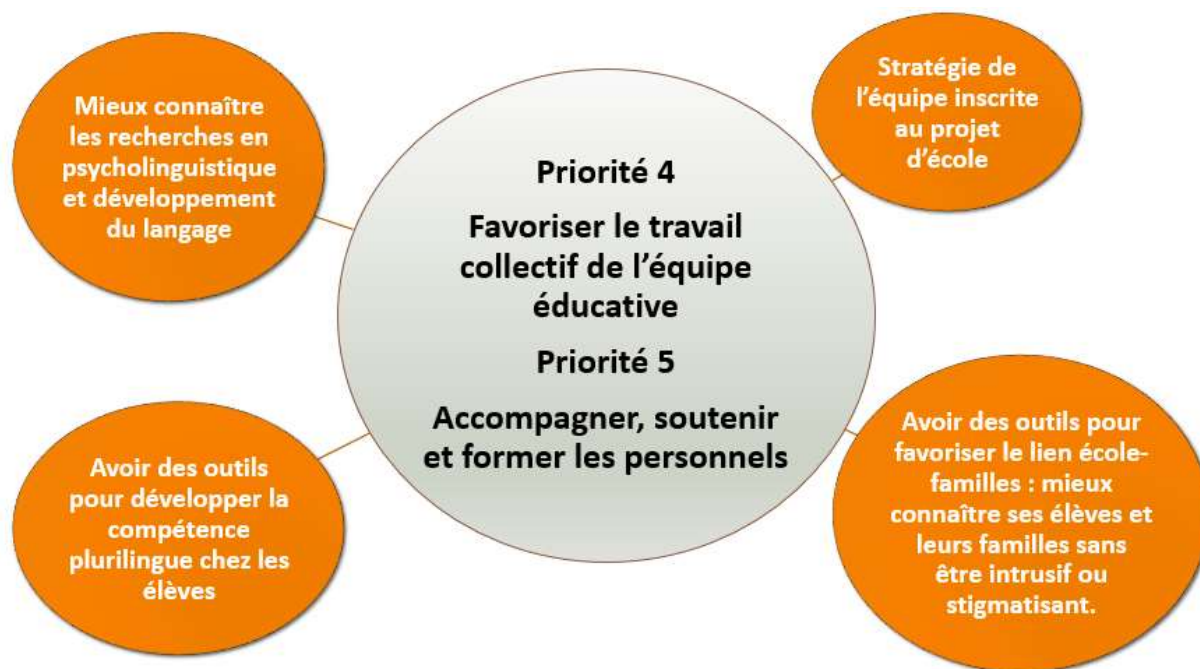 Mieux connaître
les recherches en
psycholinguistique
et développement
du langage
Stratégie de
l’équipe inscrite
au projet
d’école
Priorité 4
Favoriser le travail
collectif de l’équipe
éducative
Priorité 5
Accompagner, soutenir
et former les personnels
Avoir des outils
pour développer la
compétence
plurilingue chez les
élèves
Avoir des outils pour
favoriser le lien école-
familles : mieux
connaître ses élèves et
leurs familles sans
être intrusif ou
stigmatisant.